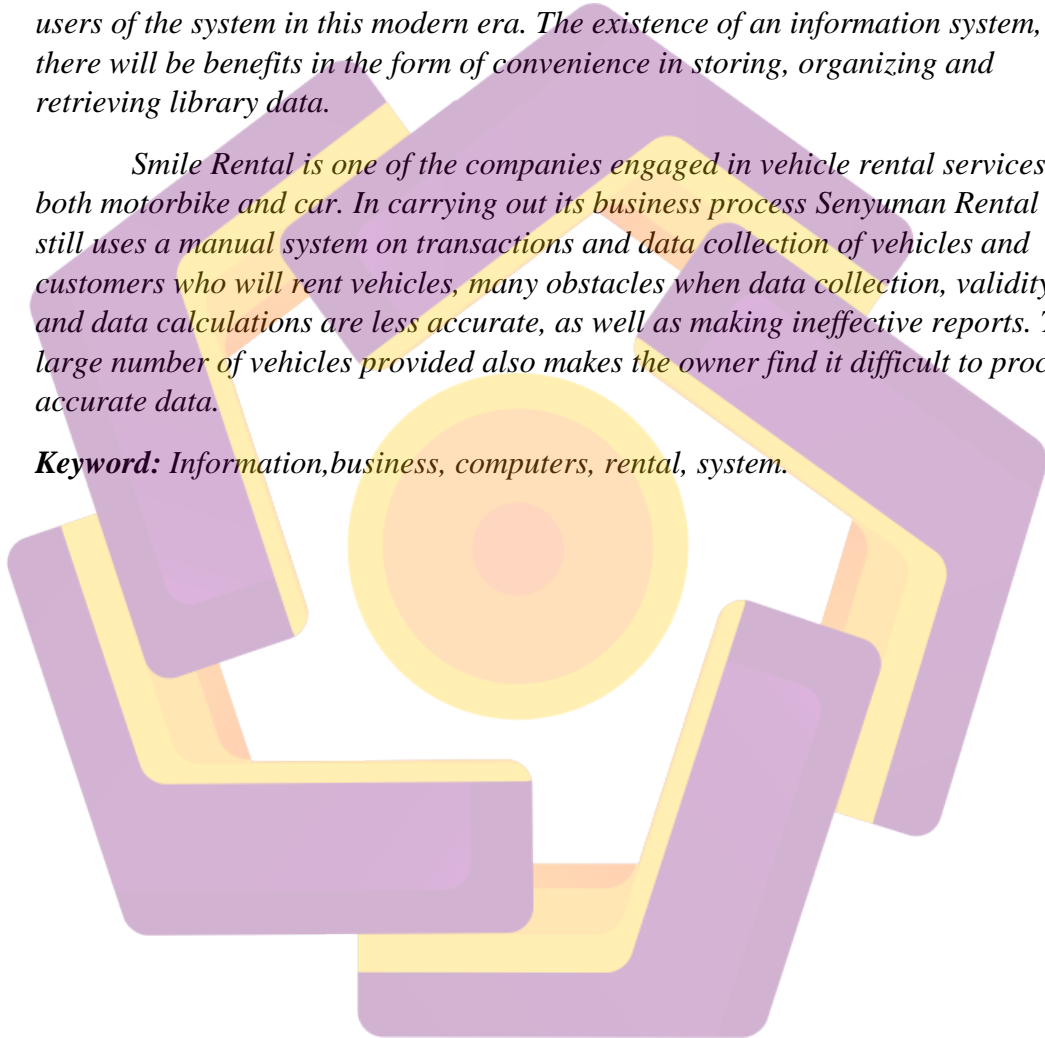 users of the system in this modern era. The existence of an information system,
there will be benefits in the form of convenience in storing, organizing and
retrieving library data.
Smile Rental is one of the companies engaged in vehicle rental services
both motorbike and car. In carrying out its business process Senyuman Rental
still uses a manual system on transactions and data collection of vehicles and
customers who will rent vehicles, many obstacles when data collection, validity
and data calculations are less accurate, as well as making ineffective reports.
large number of vehicles provided also makes the owner find it difficult to
accurate data.
Keyword: Information,business, computers, rental, system.